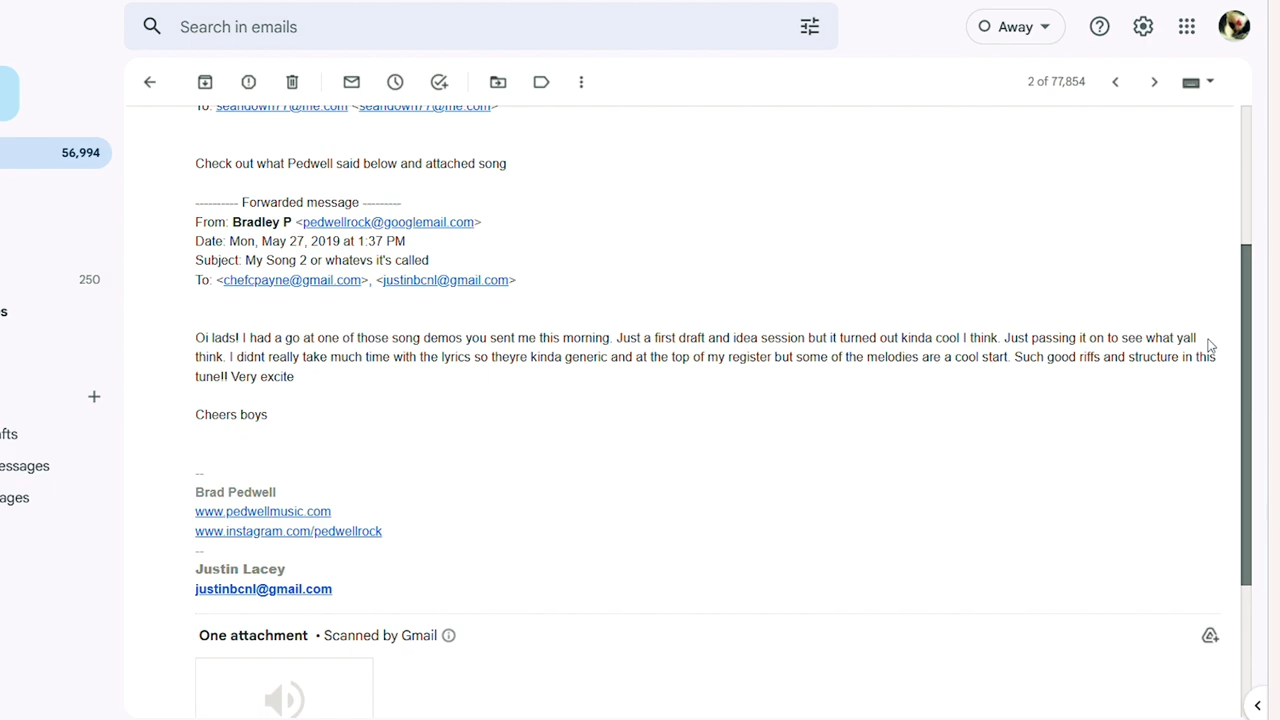 Search in emails
Away
2 of 77,854
56,994
To: seandown77@me.com <seandown77@me.com>
Check out what Pedwell said below and attached song
---------- Forwarded message ---------
From: Bradley P <pedwellrock@googlemail.com>
Date: Mon, May 27, 2019 at 1:37 PM
Subject: My Song 2 or whatevs it's called
To: <chefcpayne@gmail.com>, <justinbcnl@gmail.com>
250
s
Oi lads! I had a go at one of those song demos you sent me this morning. Just a first draft and idea session but it turned out kinda cool I think. Just passing it on to see what yall
think. I didnt really take much time with the lyrics so theyre kinda generic and at the top of my register but some of the melodies are a cool start. Such good riffs and structure in this
tune!! Very excite
Cheers boys
fts
essages
ages
--
Brad Pedwell
www.pedwellmusic.com
www.instagram.com/pedwellrock
--
Justin Lacey
justinbcnl@gmail.com
One attachment • Scanned by Gmail